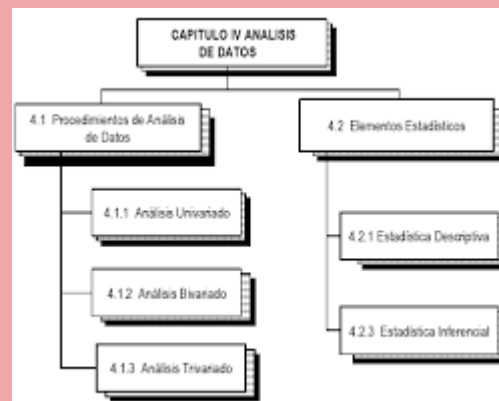 CAPITULO IV ANALISIS
DE DATOS
4.1 Procedimientos de Análisis
de Datos
4.2 Elementos Estadísticos
4.1.1 Análisis Univariado
4.2.1 Estadística Descriptiva
4.1.2 Análisis Bivariado
4.2.3 Estadística Inferencial
4.1.3 Análisis Trivariado